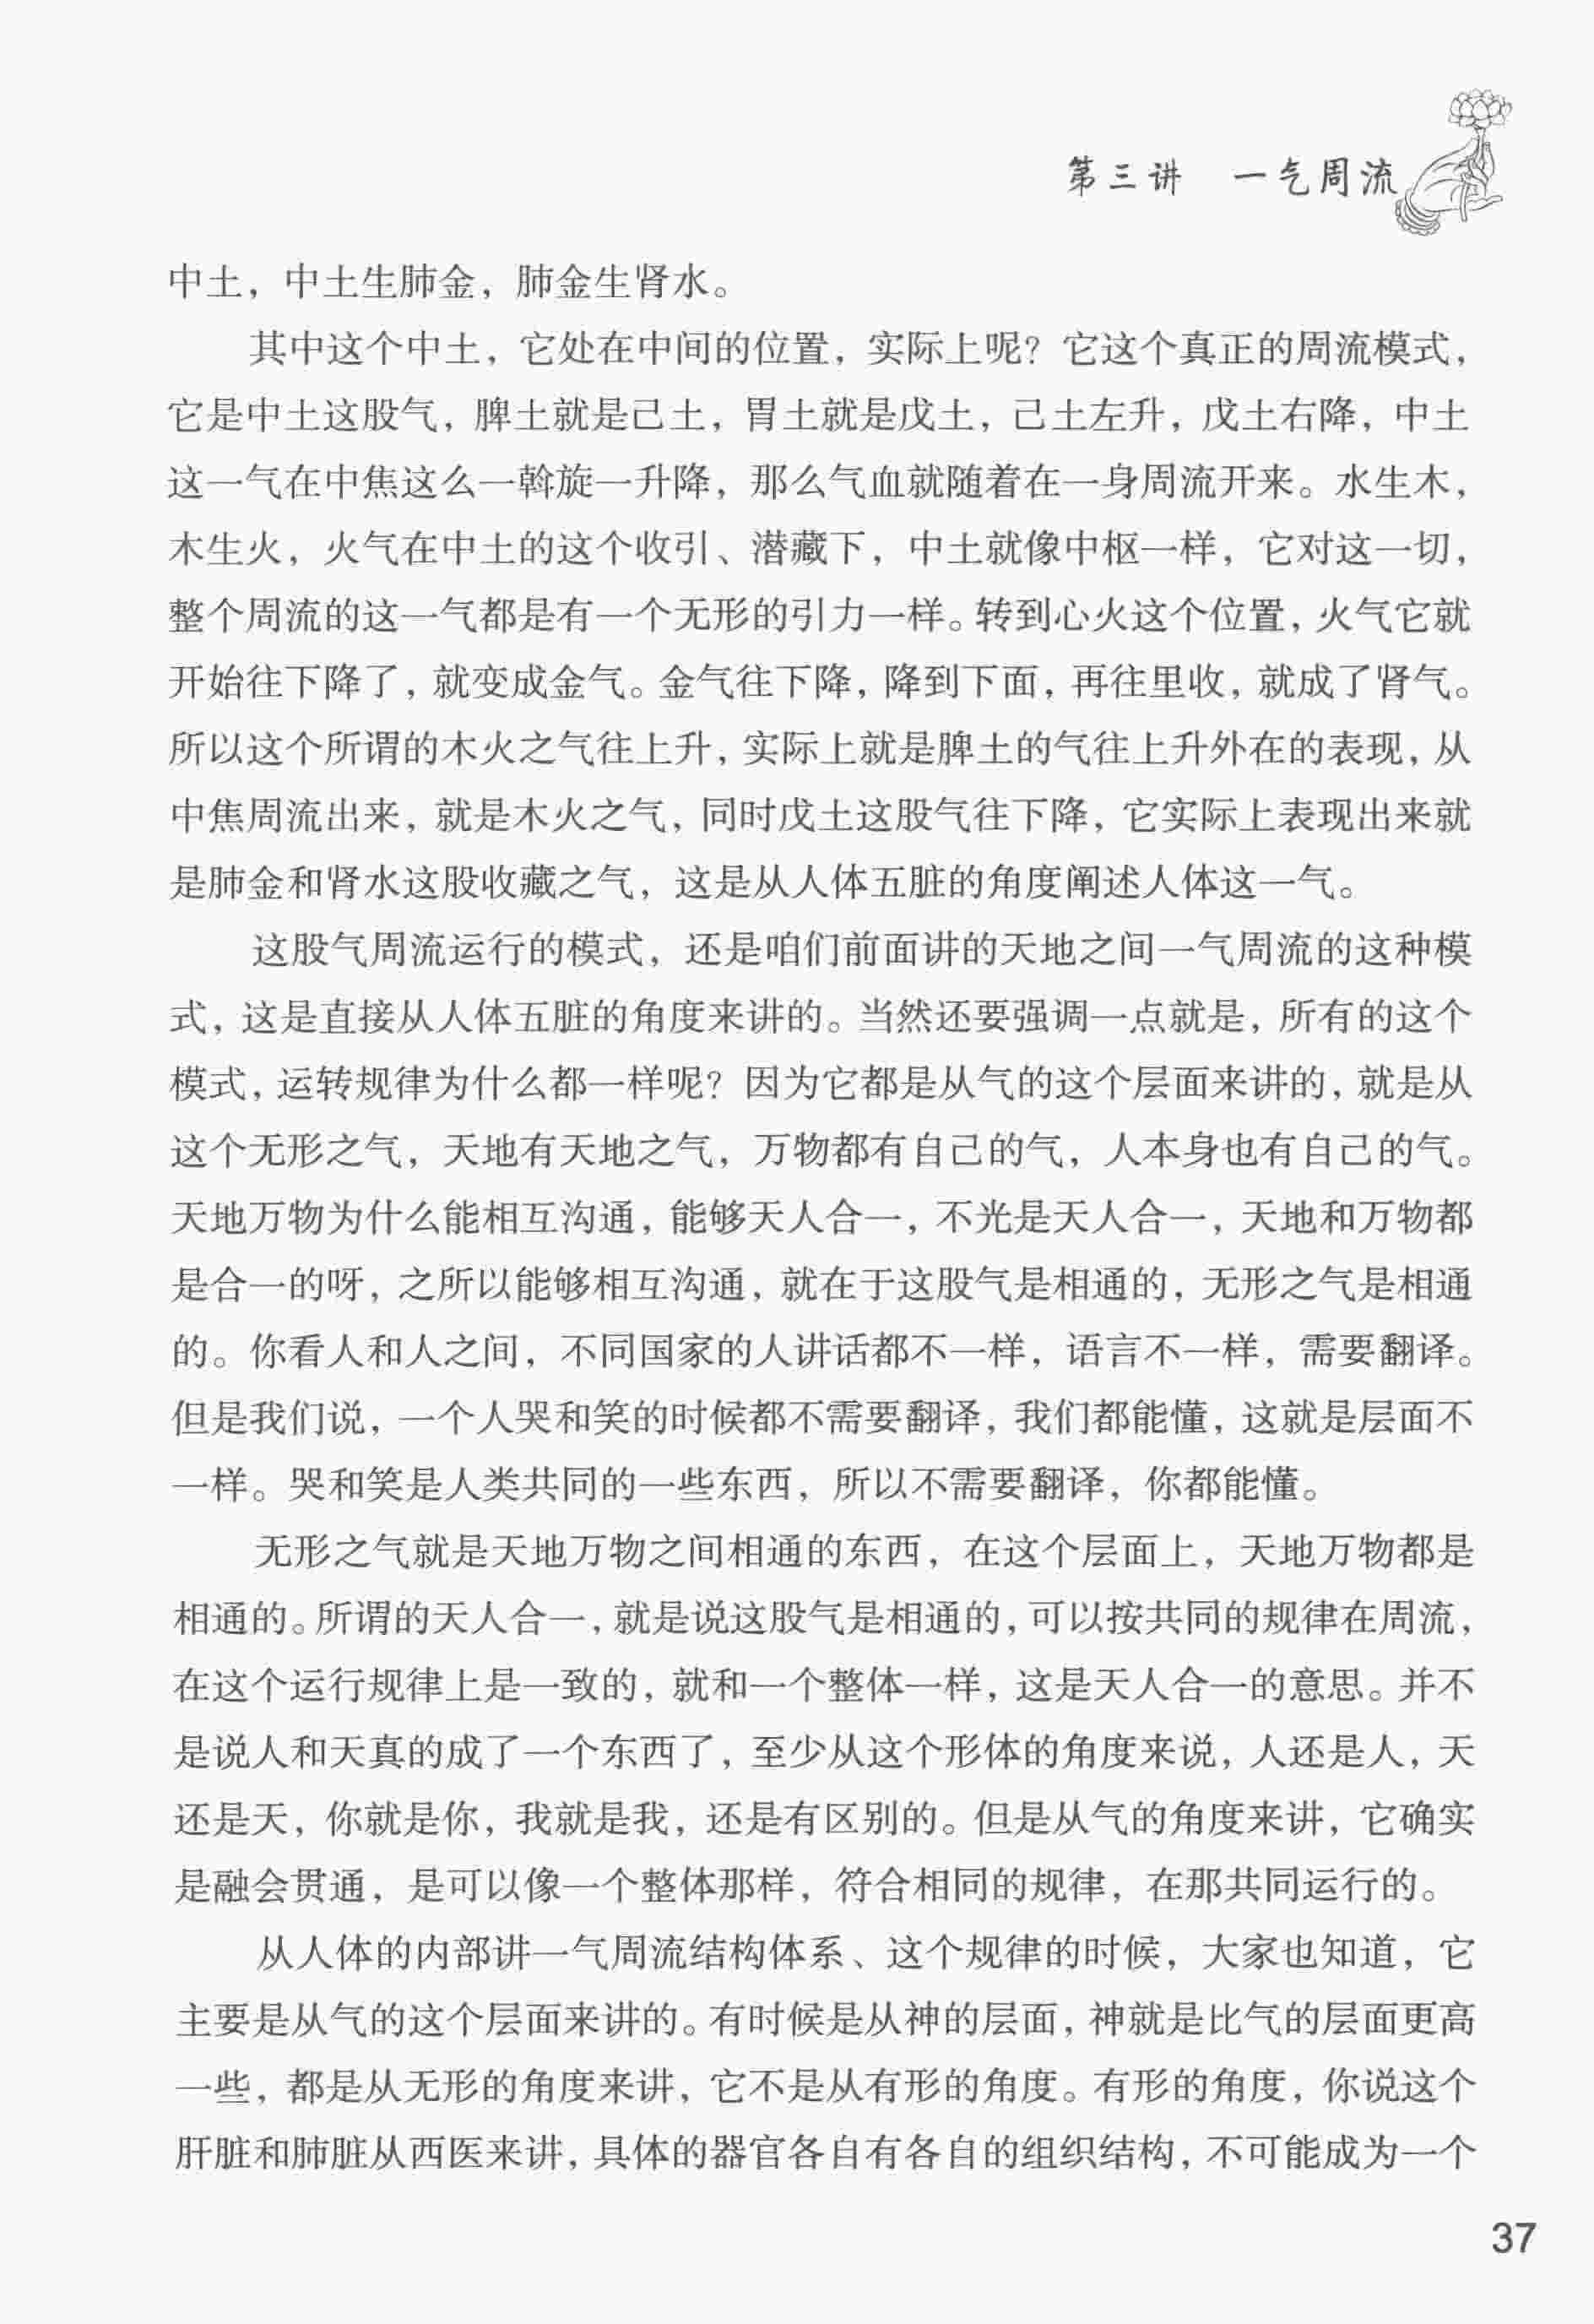 第三讲 一气周流
中土，中土生肺金，肺金生肾水。
其中这个中土，它处在中间的位置，实际上呢？它这个真正的周流模式，
它是中土这股气，脾土就是己土，胃土就是戊土，己土左升，戊土右降，中土
这一气在中焦这么一斡旋一升降，那么气血就随着在一身周流开来。水生木，
木生火，火气在中土的这个收引、潜藏下，中土就像中枢一样，它对这一切，
整个周流的这一气都是有一个无形的引力一样。转到心火这个位置，火气它就
开始往下降了，就变成金气。金气往下降，降到下面，再往里收，就成了肾气。
所以这个所谓的木火之气往上升，实际上就是脾土的气往上升外在的表现，从
中焦周流出来，就是木火之气，同时戊土这股气往下降，它实际上表现出来就
是肺金和肾水这股收藏之气，这是从人体五脏的角度阐述人体这一气。
这股气周流运行的模式，还是咱们前面讲的天地之间一气周流的这种模
式，这是直接从人体五脏的角度来讲的。当然还要强调一点就是，所有的这个
模式，运转规律为什么都一样呢？因为它都是从气的这个层面来讲的，就是从
这个无形之气，天地有天地之气，万物都有自己的气，人本身也有自己的气。
天地万物为什么能相互沟通，能够天人合一，不光是天人合一，天地和万物都
是合一的呀，之所以能够相互沟通，就在于这股气是相通的，无形之气是相通
的。你看人和人之间，不同国家的人讲话都不一样，语言不一样，需要翻译。
但是我们说，一个人哭和笑的时候都不需要翻译，我们都能懂，这就是层面不
一样。哭和笑是人类共同的一些东西，所以不需要翻译，你都能懂。
无形之气就是天地万物之间相通的东西，在这个层面上，天地万物都是
相通的。所谓的天人合一，就是说这股气是相通的，可以按共同的规律在周流，
在这个运行规律上是一致的，就和一个整体一样，这是天人合一的意思。并不
是说人和天真的成了一个东西了，至少从这个形体的角度来说，人还是人，天
还是天，你就是你，我就是我，还是有区别的。但是从气的角度来讲，它确实
是融会贯通，是可以像一个整体那样，符合相同的规律，在那共同运行的。
从人体的内部讲一气周流结构体系、这个规律的时候，大家也知道，它
主要是从气的这个层面来讲的。有时候是从神的层面，神就是比气的层面更高
一些，都是从无形的角度来讲，它不是从有形的角度。有形的角度，你说这个
肝脏和肺脏从西医来讲，具体的器官各自有各自的组织结构，不可能成为一个
37